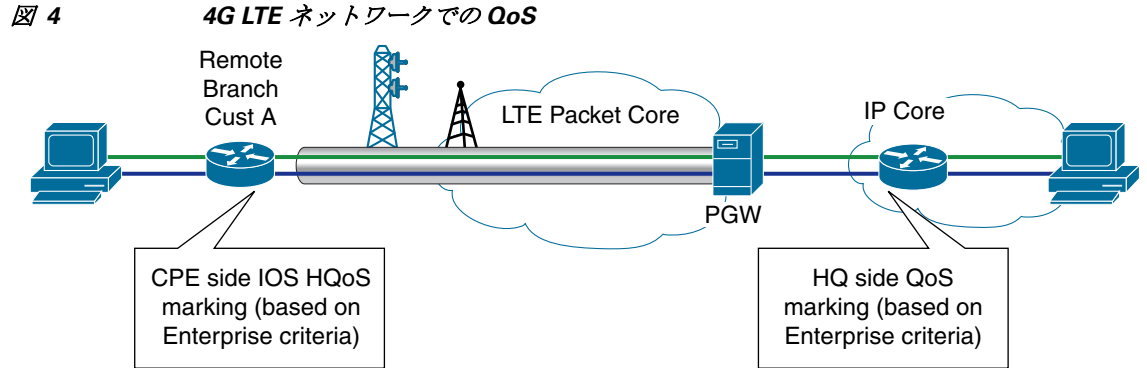 図 4 4G LTE ネットワークでの QoS
Remote
Branch
Cust A
LTE Packet Core
IP Core
PGW
CPE side IOS HQoS
marking (based on
Enterprise criteria)
HQ side QoS
marking (based on
Enterprise criteria)